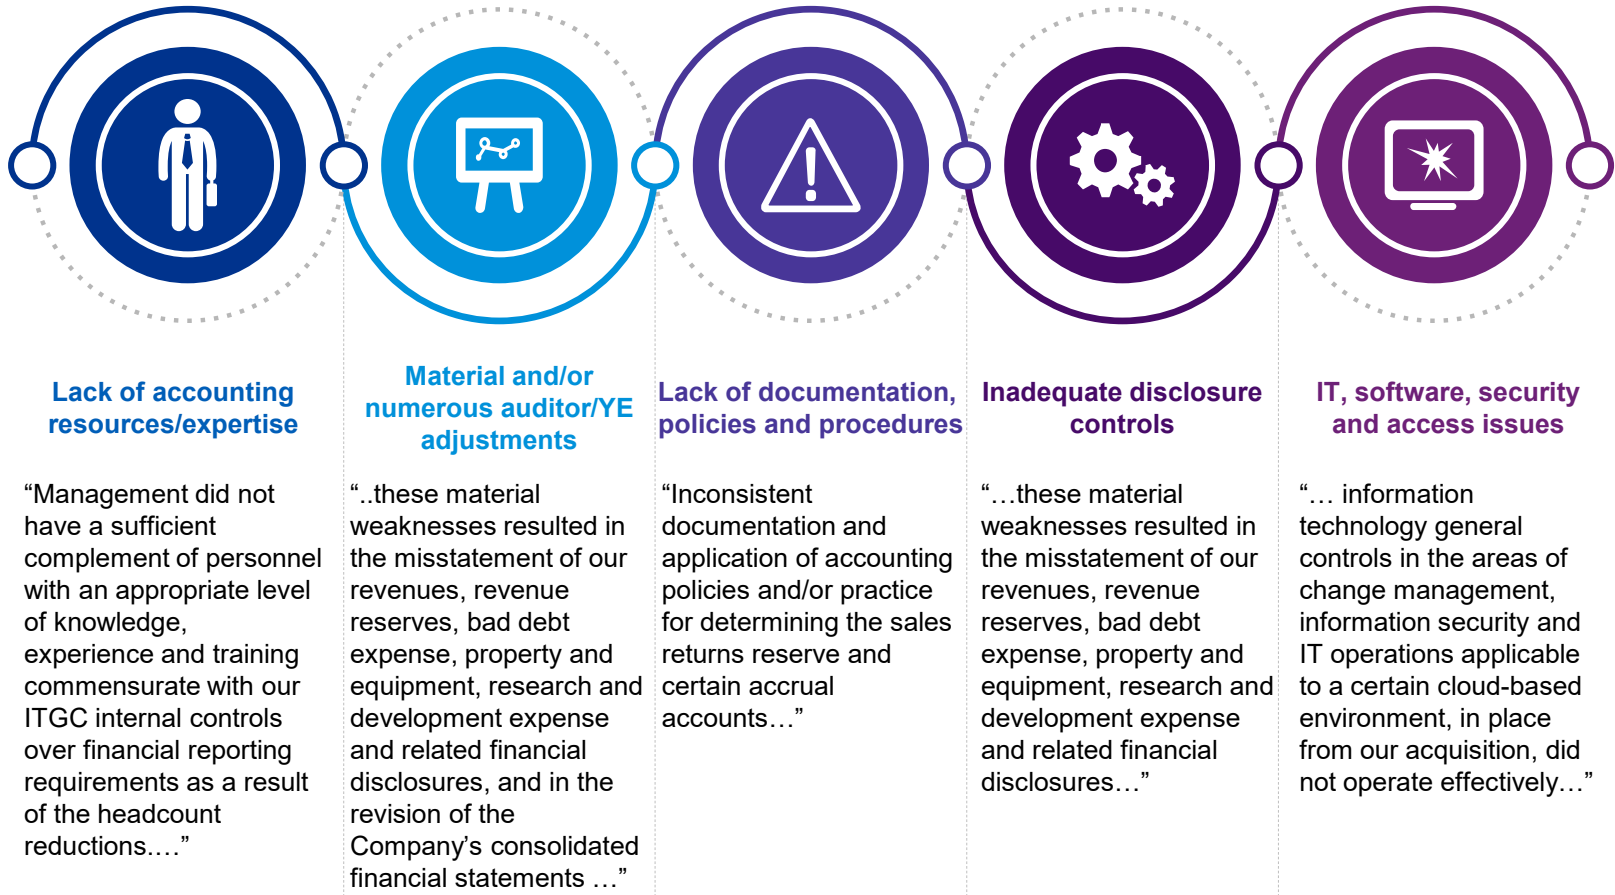 Lack of accounting
resources/expertise
“Management did not
have a sufficient
complement of personnel
with an appropriate level
of knowledge,
experience and training
commensurate with our
ITGC internal controls
over financial reporting
requirements as a result
of the headcount
reductions.…”
Material and/or
numerous auditor/YE
adjustments
“..these material
weaknesses resulted in
the misstatement of our
revenues, revenue
reserves, bad debt
expense, property and
equipment, research and
development expense
and related financial
disclosures, and in the
revision of the
Company’s consolidated
financial statements …”
Lack of documentation,
policies and procedures
“Inconsistent
documentation and
application of accounting
policies and/or practice
for determining the sales
returns reserve and
certain accrual
accounts…”
Inadequate disclosure
controls
“…these material
weaknesses resulted in
the misstatement of our
revenues, revenue
reserves, bad debt
expense, property and
equipment, research and
development expense
and related financial
disclosures…”
IT, software, security
and access issues
“… information
technology general
controls in the areas of
change management,
information security and
IT operations applicable
to a certain cloud-based
environment, in place
from our acquisition, did
not operate effectively…”